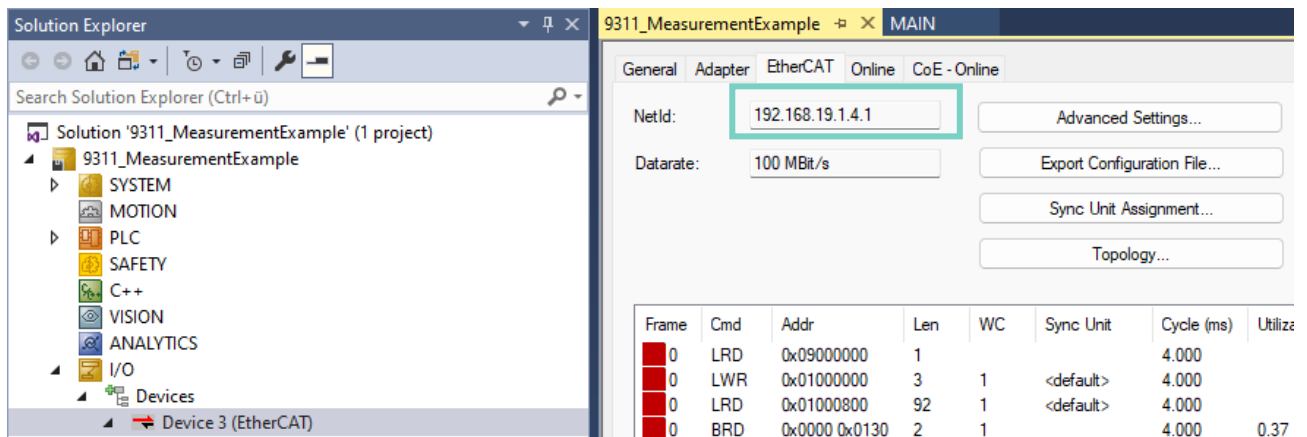 Solution Explorer
Search Solution Explorer (Ctrl+ü)
Solution '9311_MeasurementExample' (1 project)
9311_MeasurementExample
SYSTEM
MOTION
PLC
SAFETY
C++
VISION
ANALYTICS
I/O
Devices
Device 3 (EtherCAT)
9311_MeasurementExample MAIN
General Adapter EtherCAT Online CoE - Online
NetId: 192.168.19.1.4.1 Advanced Settings...
Datarate: 100 MBit/s Export Configuration File...
Sync Unit Assignment...
Topology...
Frame Cmd Addr Len WC Sync Unit Cycle (ms) Utiliza
0 LRD 0x09000000 1 4.000
0 LWR 0x01000000 3 1 <default> 4.000
0 LRD 0x01000800 92 1 <default> 4.000
0 BRD 0x0000 0x0130 2 1 4.000 0.37